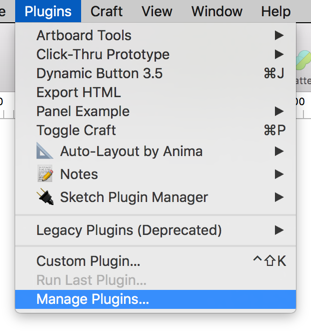 e Plugins Craft View Window Help
Artboard Tools
Click-Thru Prototype
Dynamic Button 3.5 ⌘J
Export HTML
Panel Example
Toggle Craft ⌘P
Auto-Layout by Anima
Notes
Sketch Plugin Manager
Legacy Plugins (Deprecated)
Custom Plugin... ^⇧K
Run Last Plugin...
Manage Plugins...